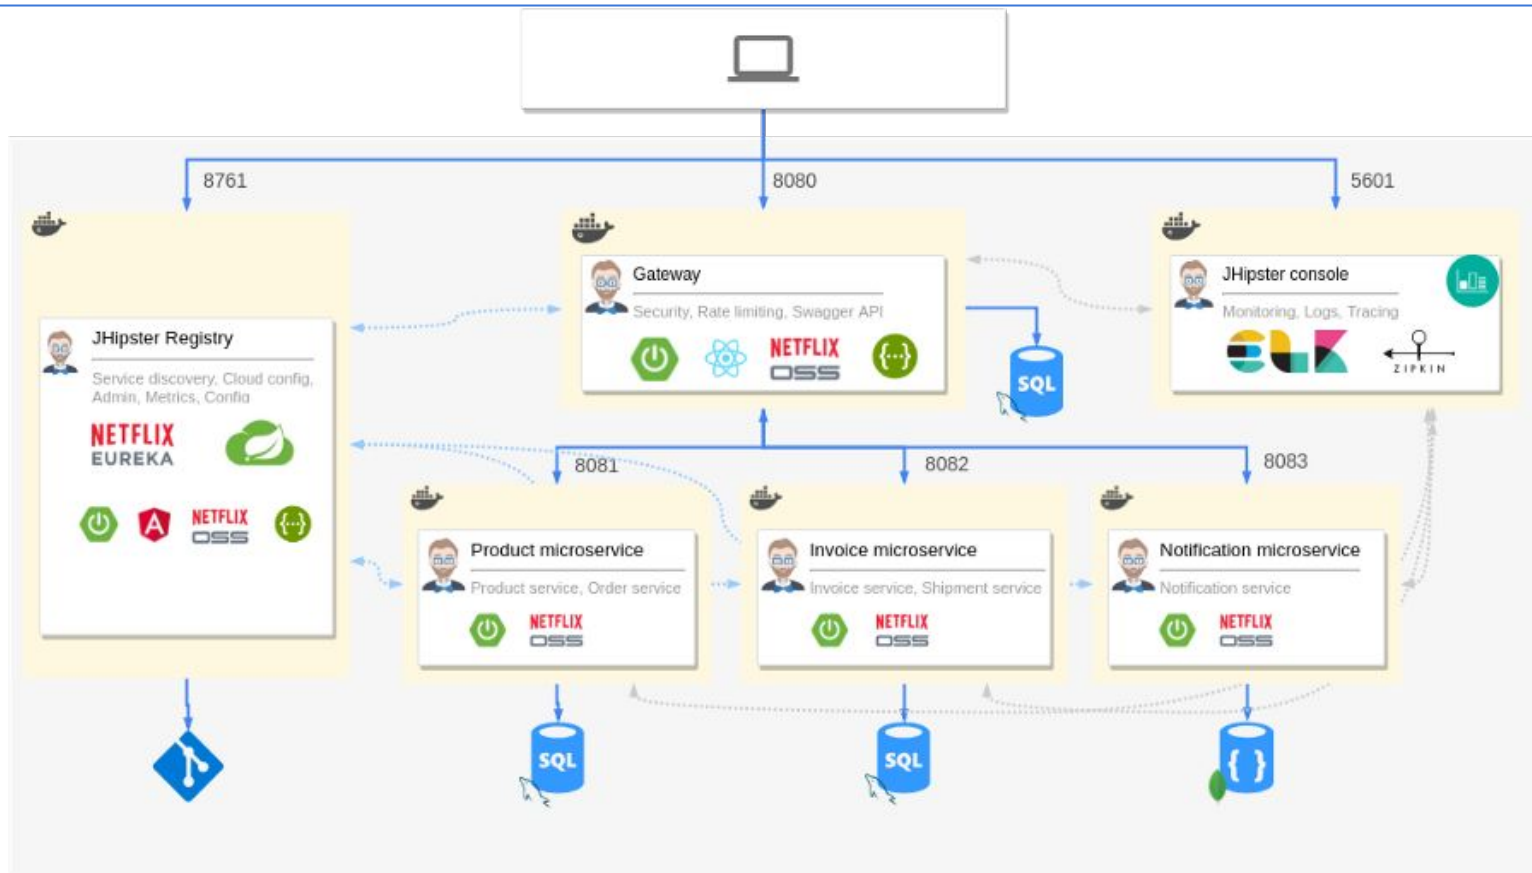 8761
8080
5601
Gateway
Security, Rate limiting, Swagger API
NETFLIX
OSS
{···}
SQL
JHipster console
Monitoring, Logs, Tracing
ELK
ZIPKIN
JHipster Registry
Service discovery, Cloud config,
Admin, Metrics, Config
NETFLIX
EUREKA
A
NETFLIX
OSS
{···}
8081
8082
8083
Product microservice
Product service, Order service
NETFLIX
OSS
Invoice microservice
Invoice service, Shipment service
NETFLIX
OSS
Notification microservice
Notification service
NETFLIX
OSS
SQL
SQL
{ }